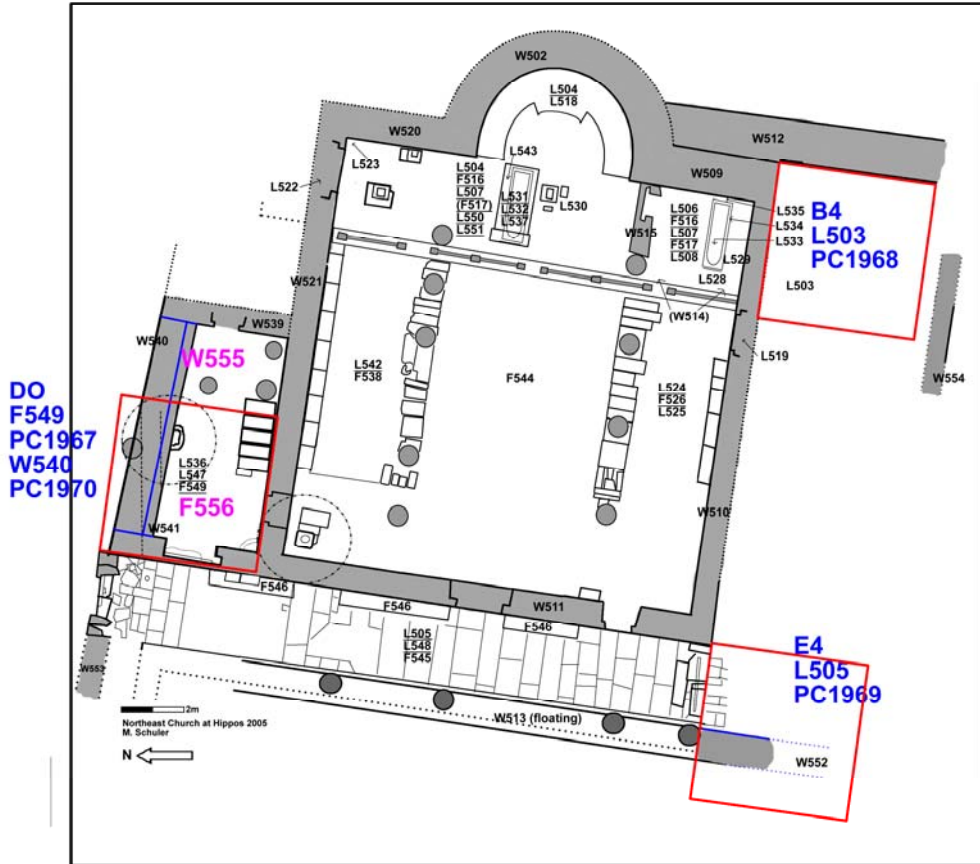 W502
L504
L518
W520
W512
L523
L543
W509
L522
L504
F516
L507
(F517)
L550
L551
L531
L532
L537
L530
L506
F516
L507
F517
L508
W515
L535
L534
L533
L529
L528
B4
L503
PC1968
L503
W521
(W514)
W540
W539
L519
W554
W555
L542
F538
F544
L524
F526
L525
DO
F549
PC1967
W540
PC1970
L536
L547
F549
F556
W541
W510
F546
F546
W511
F546
L505
L548
F545
E4
L505
PC1969
W553
W513 (floating)
W552
2m
Northeast Church at Hippos 2005
M. Schuler
N